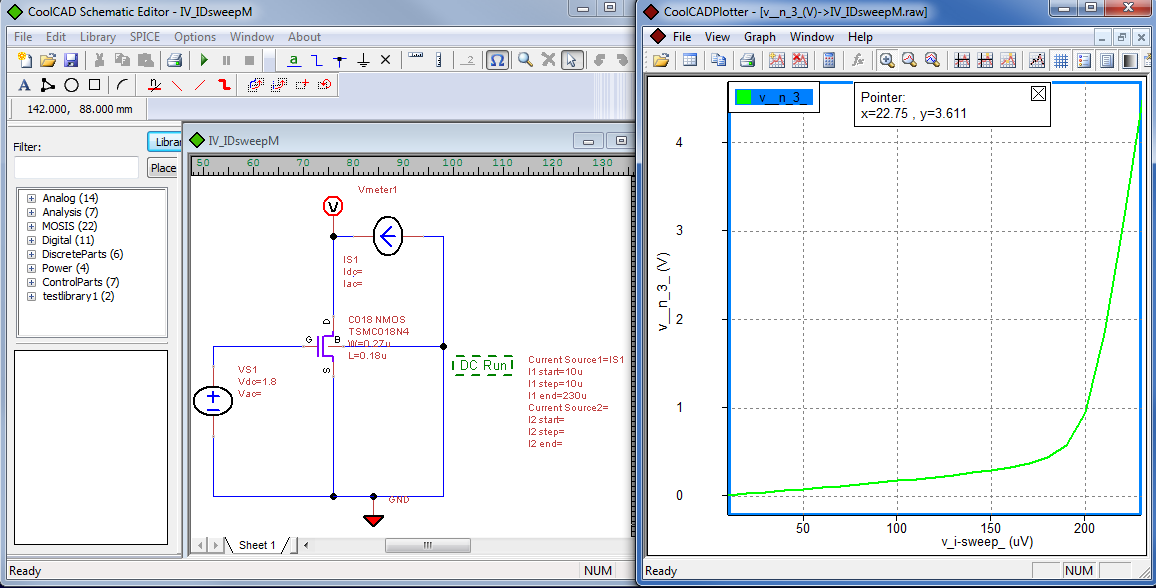 CoolCAD Schematic Editor - IV_IDsweepM
File Edit Library SPICE Options Window About
142.000, 88.000 mm
Filter:
Librar
Place
Analog (14)
Analysis (7)
MOSIS (22)
Digital (11)
DiscreteParts (6)
Power (4)
ControlParts (7)
testlibrary1 (2)
IV_IDsweepM
50 60 70 80 90 100 110 120 130
Vmeter1
V
IS1
Idc=
Iac=
D
C018 NMOS
TSMC018N4
G
B
W=0.27u
L=0.18u
S
VS1
Vdc=1.8
Vac=
DC Run
Current Source1=IS1
I1 start=10u
I1 step=10u
I1 end=230u
Current Source2=
I2 start=
I2 step=
I2 end=
GND
Sheet 1
Ready
NUM
CoolCADPlotter - [v__n_3_(V)->IV_IDsweepM.raw]
File View Graph Window Help
v__n_3_
Pointer:
x=22.75 , y=3.611
4
3
2
1
0
v__n_3_ (V)
50 100 150 200
v_i-sweep_ (uV)
Ready
NUM